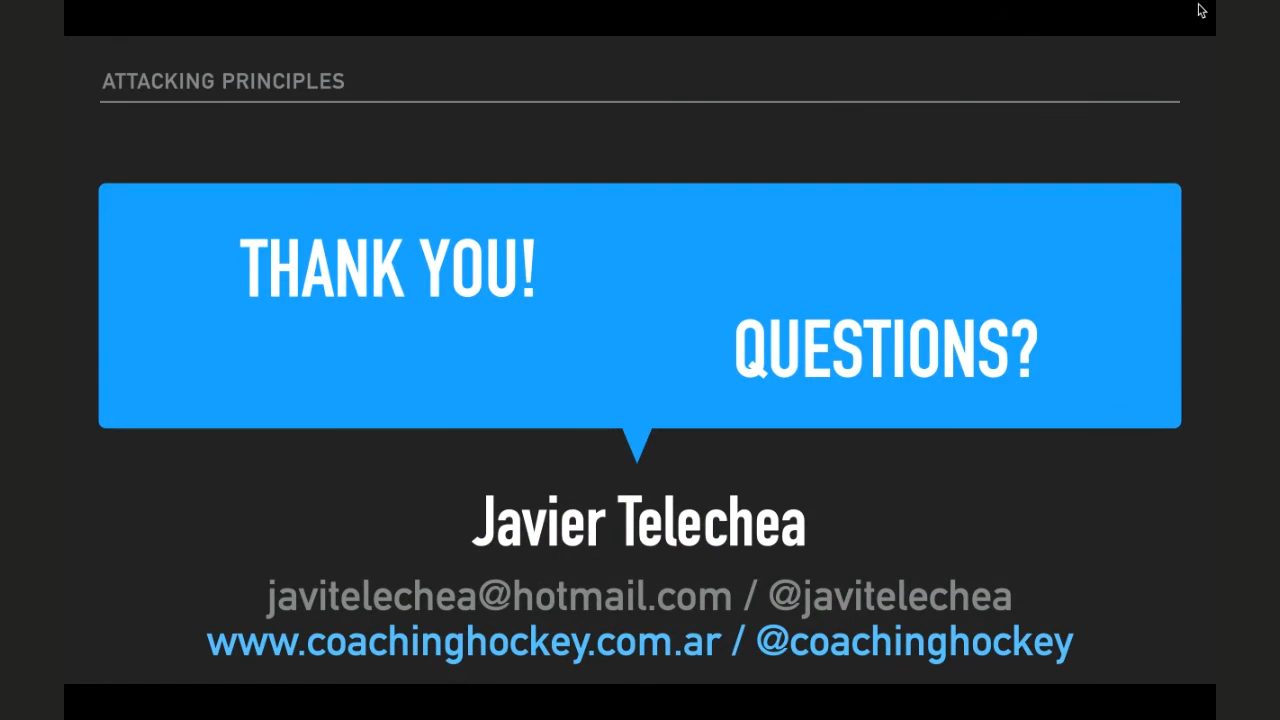 ATTACKING PRINCIPLES
THANK YOU!
QUESTIONS?
Javier Telechea
javitelechea@hotmail.com / @javitelechea
www.coachinghockey.com.ar / @coachinghockey